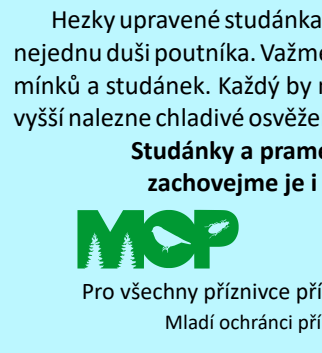 Hezky upravené studánka
nejednu duši poutníka. Važme
mínků a studánek. Každý by
vyšší nalezne chladivé osvěže
Studánky a prame
zachovejme je i
MOP
Pro všechny příznivce pří
Mladí ochránci pří